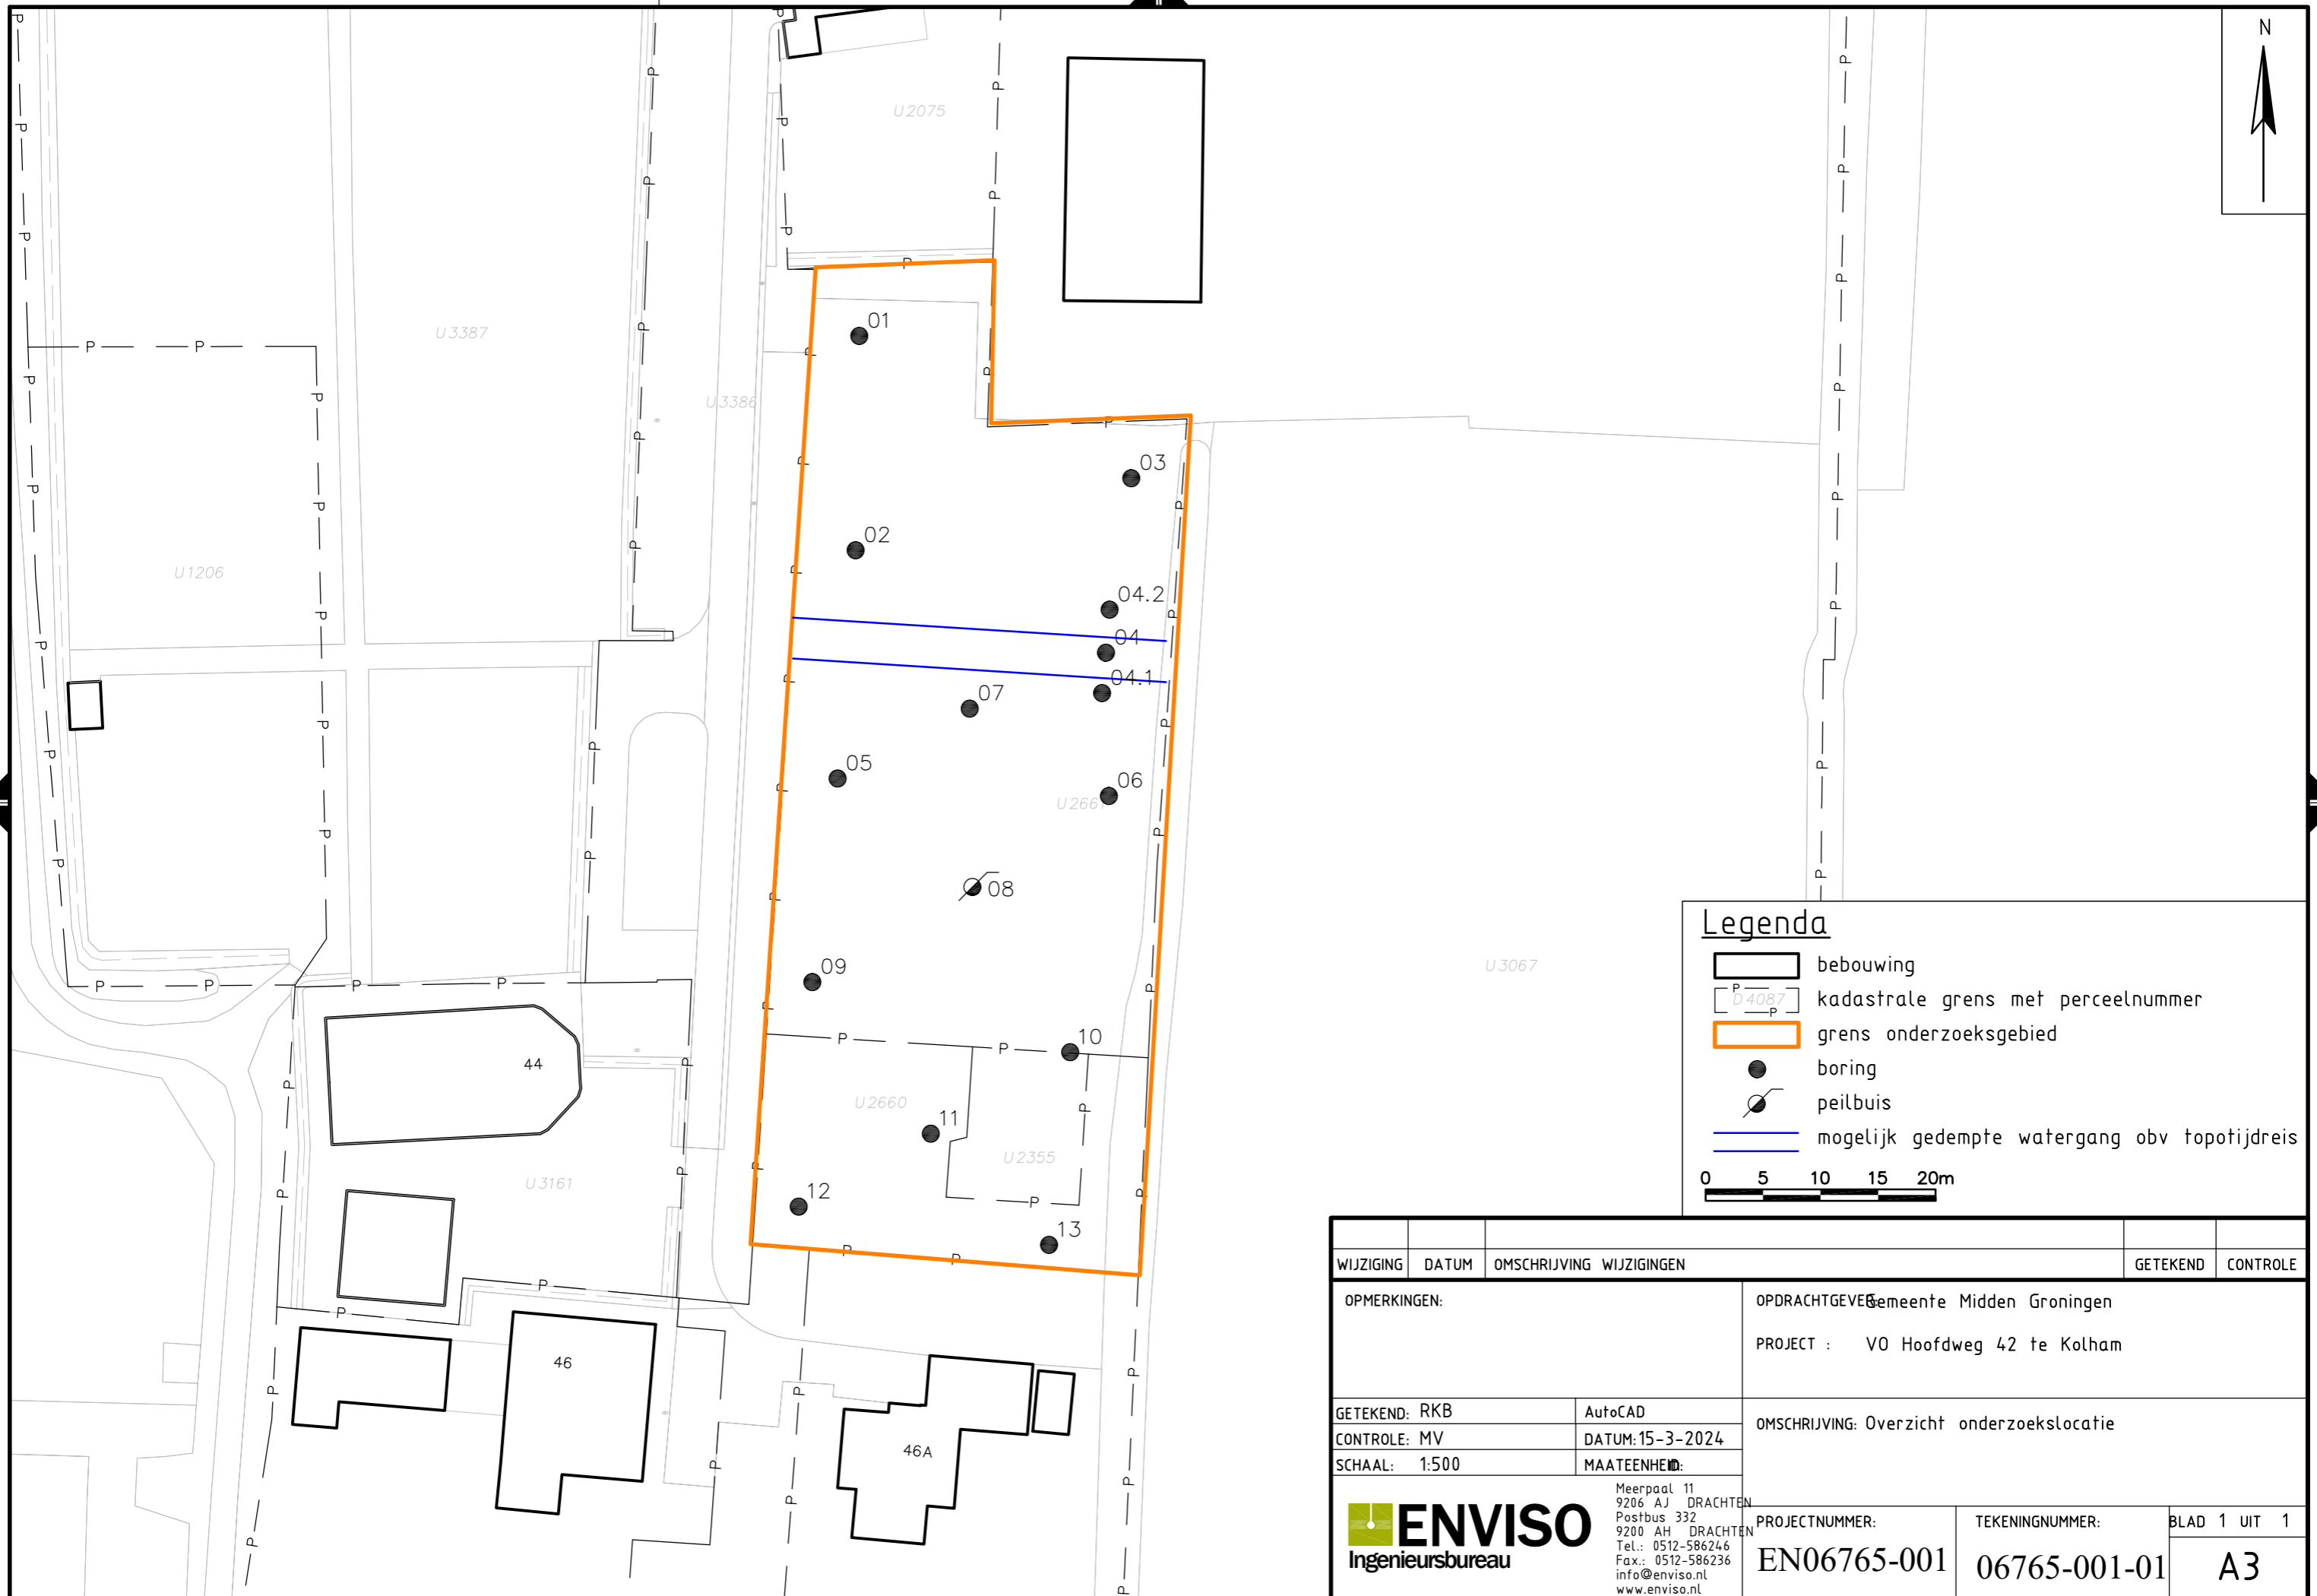 N
U2075
U3387
U3386
U1206
01
02
03
04.2
04
04.1
07
05
06
U2667
08
09
10
U2660
11
U2355
12
13
44
U3161
46
46A
U3067
Legenda
bebouwing
D4087 kadastrale grens met perceelnummer
grens onderzoeksgebied
boring
peilbuis
mogelijk gedempte watergang obv topotijdreis
0 5 10 15 20m
WIJZIGING DATUM OMSCHRIJVING WIJZIGINGEN GETEKEND CONTROLE
OPMERKINGEN:
OPDRACHTGEVER: Gemeente Midden Groningen
PROJECT : VO Hoofdweg 42 te Kolham
GETEKEND: RKB AutoCAD
CONTROLE: MV DATUM: 15-3-2024
SCHAAL: 1:500 MAATEENHEID:
OMSCHRIJVING: Overzicht onderzoekslocatie
ENVISO
Ingenieursbureau
Meerpaal 11
9206 AJ DRACHTEN
Postbus 332
9200 AH DRACHTEN
Tel.: 0512-586246
Fax.: 0512-586236
info@enviso.nl
www.enviso.nl
PROJECTNUMMER:
EN06765-001
TEKENINGNUMMER:
06765-001-01
BLAD 1 UIT 1
A3